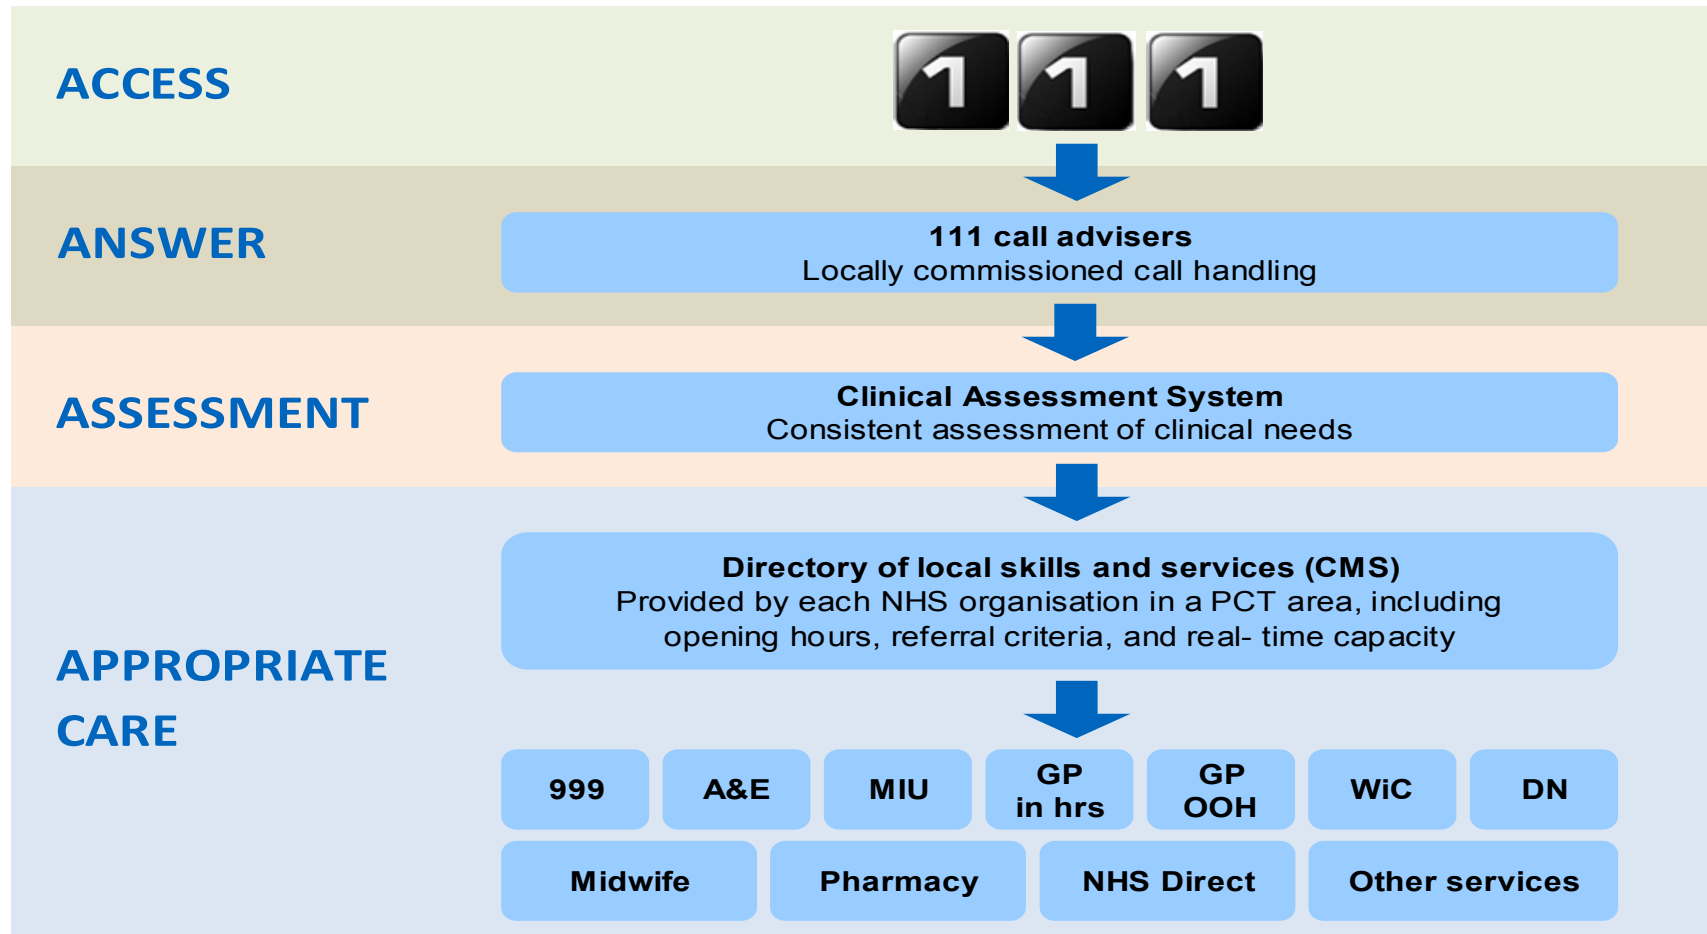 ACCESS
1 1 1
ANSWER
111 call advisers
Locally commissioned call handling
ASSESSMENT
Clinical Assessment System
Consistent assessment of clinical needs
APPROPRIATE
CARE
Directory of local skills and services (CMS)
Provided by each NHS organisation in a PCT area, including
opening hours, referral criteria, and real- time capacity
999
A&E
MIU
GP
in hrs
GP
OOH
WiC
DN
Midwife
Pharmacy
NHS Direct
Other services